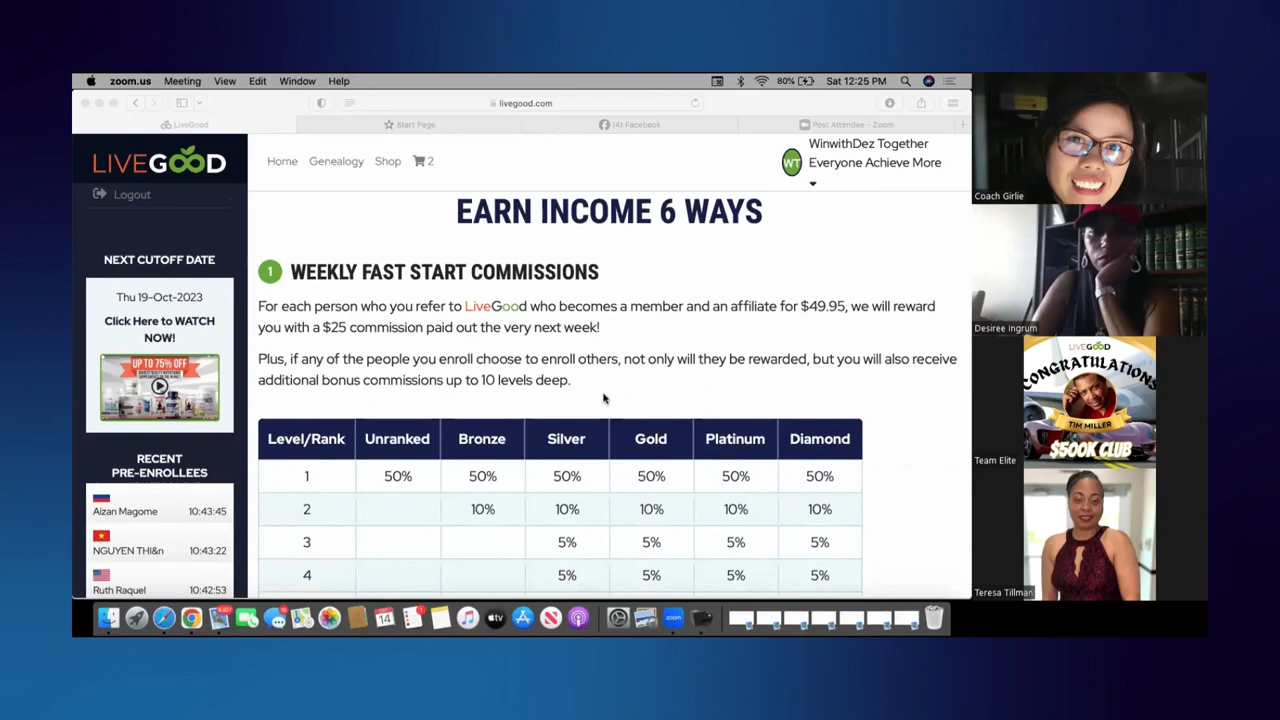 zoom.us Meeting View Edit Window Help
80% Sat 12:25 PM
livegood.com
LiveGood
Start Page
(4) Facebook
Post Attendee - Zoom
LIVEGOOD
Logout
Home Genealogy Shop 2
WT
WinwithDez Together
Everyone Achieve More
NEXT CUTOFF DATE
Thu 19-Oct-2023
Click Here to WATCH
NOW!
UP TO 75% OFF
RECENT
PRE-ENROLLEES
Aizan Magome 10:43:45
NGUYEN THI&n 10:43:22
Ruth Raquel 10:42:53
EARN INCOME 6 WAYS
1 WEEKLY FAST START COMMISSIONS
For each person who you refer to LiveGood who becomes a member and an affiliate for $49.95, we will reward
you with a $25 commission paid out the very next week!
Plus, if any of the people you enroll choose to enroll others, not only will they be rewarded, but you will also receive
additional bonus commissions up to 10 levels deep.
Level/Rank Unranked Bronze Silver Gold Platinum Diamond
1 50% 50% 50% 50% 50% 50%
2 10% 10% 10% 10% 10%
3 5% 5% 5% 5%
4 5% 5% 5% 5%
14
tv
zoom
Coach Girlie
Desiree Ingrum
LIVEGOOD
CONGRATULATIONS
TIM MILLER
$500K CLUB
Team Elite
Teresa Tillman